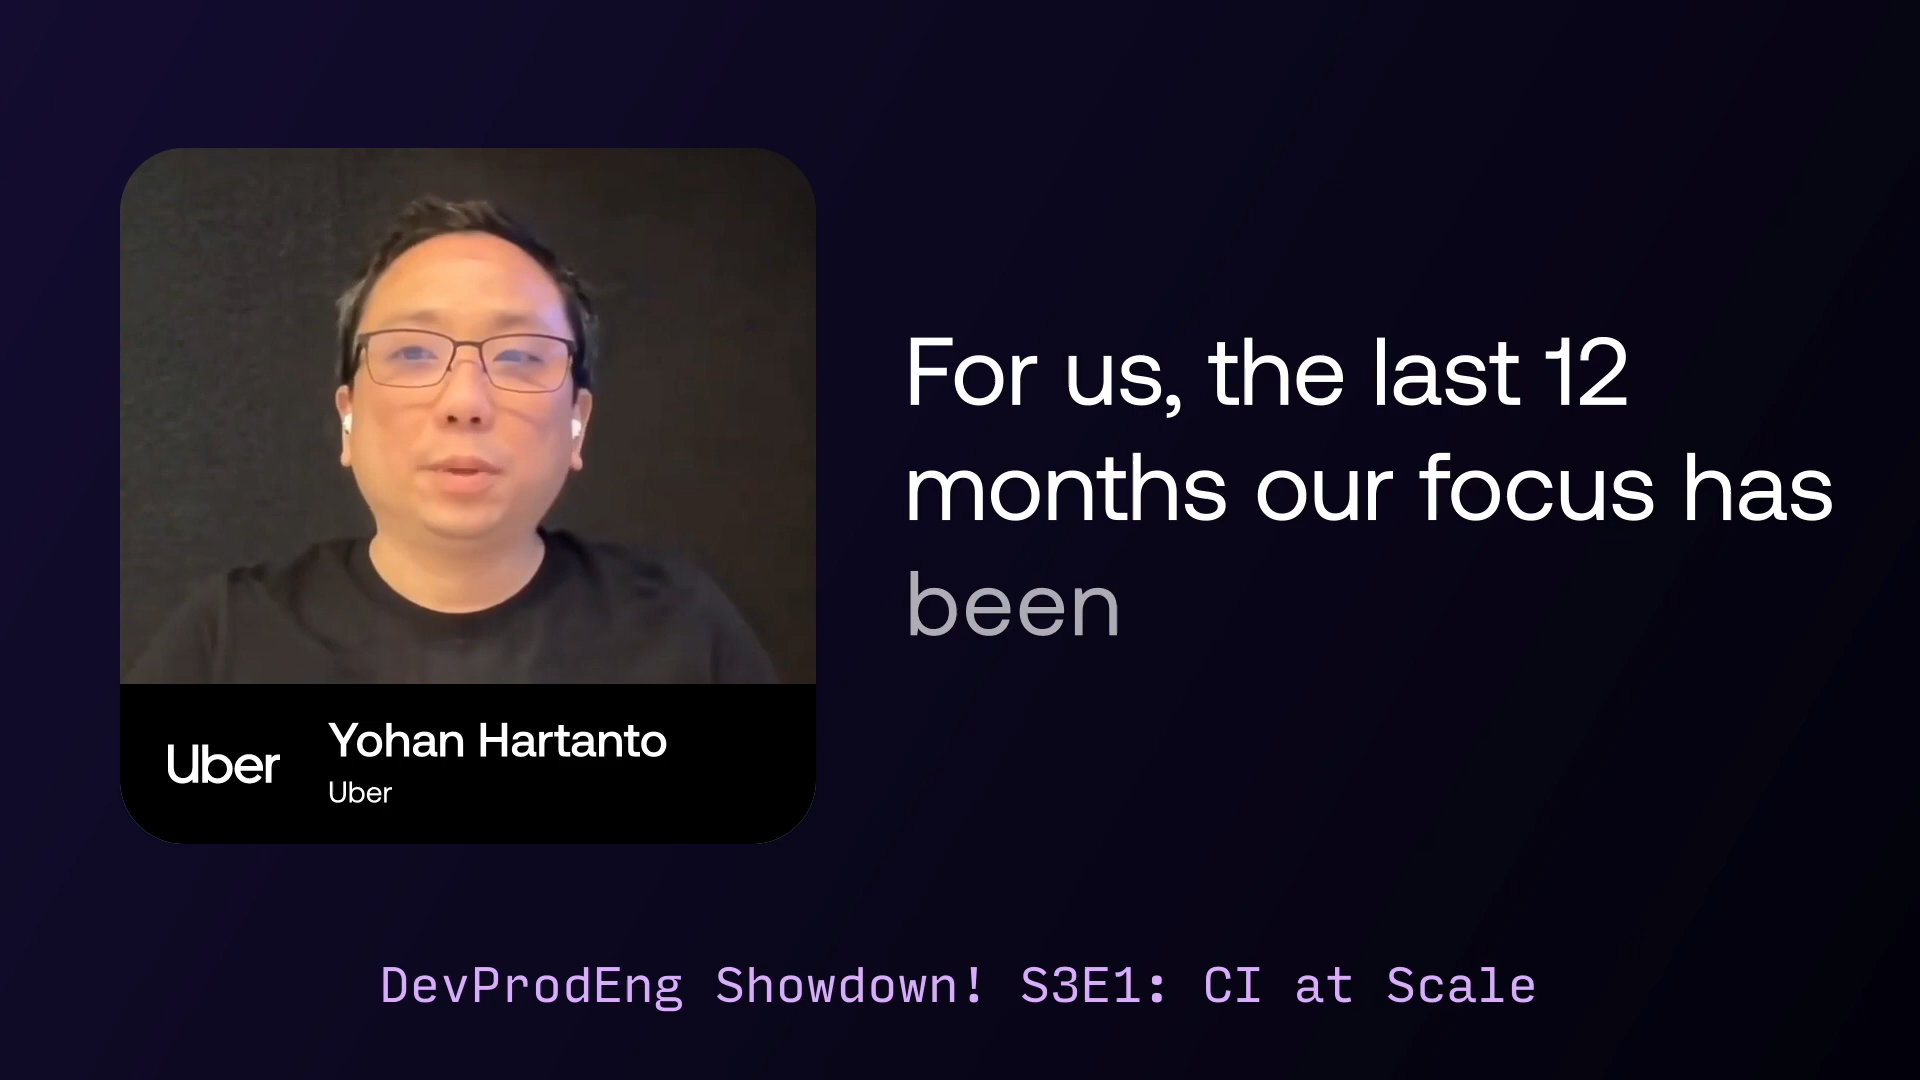 For us, the last 12
months our focus has
been
Uber
Yohan Hartanto
Uber
DevProdEng Showdown! S3E1: CI at Scale